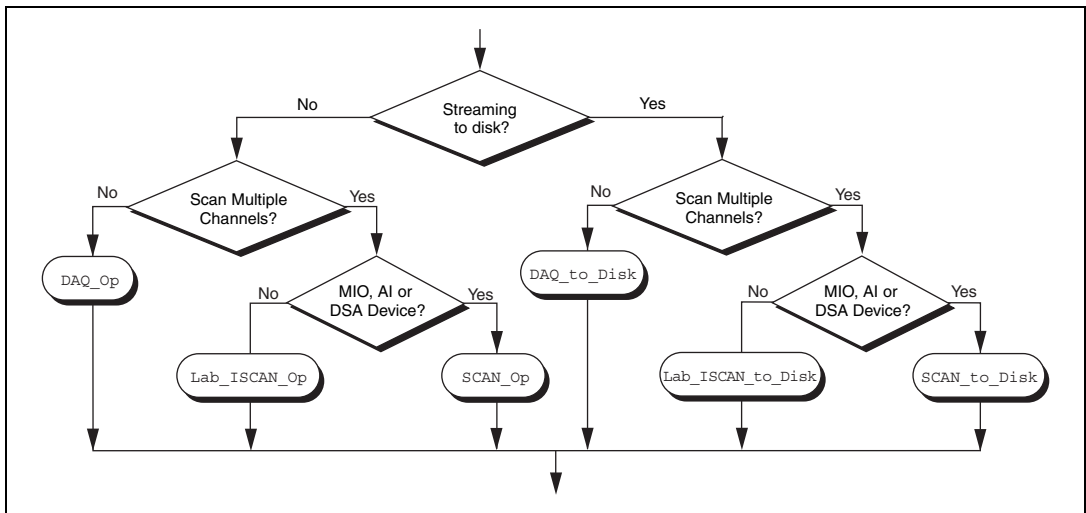 No
Streaming
to disk?
Yes
No
Scan Multiple
Channels?
Yes
No
Scan Multiple
Channels?
Yes
DAQ_Op
No
MIO, AI or
DSA Device?
Yes
DAQ_to_Disk
No
MIO, AI or
DSA Device?
Yes
Lab_ISCAN_Op
SCAN_Op
Lab_ISCAN_to_Disk
SCAN_to_Disk